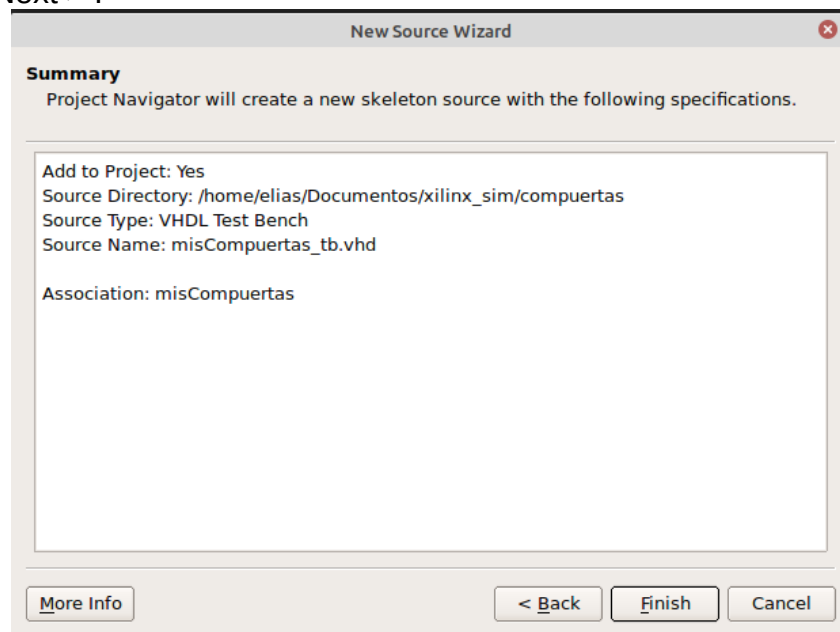 New Source Wizard
Summary
Project Navigator will create a new skeleton source with the following specifications.
Add to Project: Yes
Source Directory: /home/elias/Documentos/xilinx_sim/compuertas
Source Type: VHDL Test Bench
Source Name: misCompuertas_tb.vhd
Association: misCompuertas
More Info
< Back
Finish
Cancel